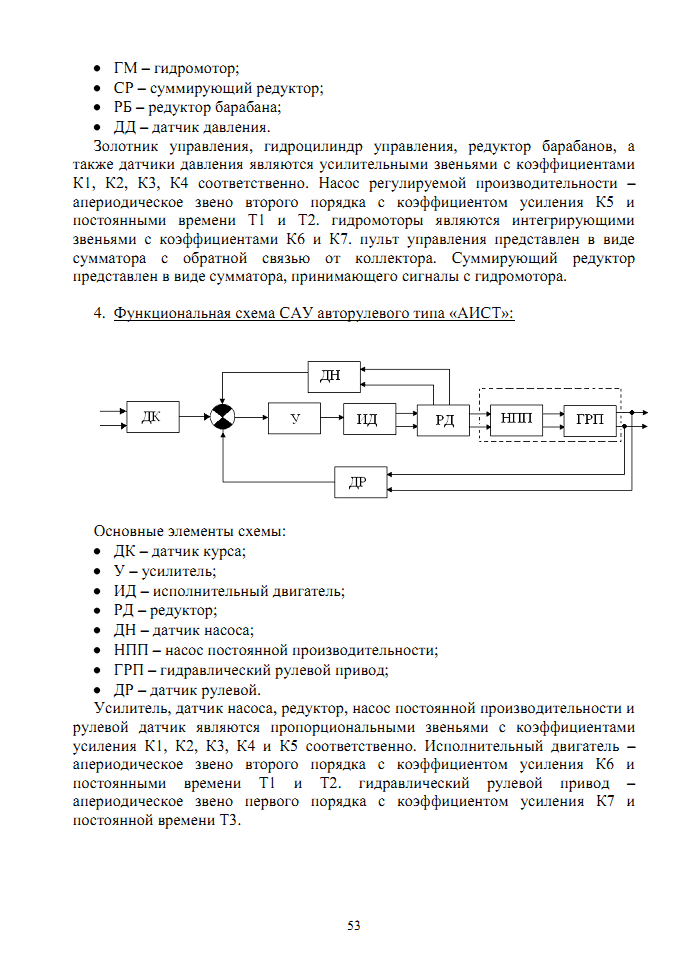 • ГМ – гидромотор;
• СР – суммирующий редуктор;
• РБ – редуктор барабана;
• ДД – датчик давления.
Золотник управления, гидроцилиндр управления, редуктор барабанов, а
также датчики давления являются усилительными звеньями с коэффициентами
К1, К2, К3, К4 соответственно. Насос регулируемой производительности –
апериодическое звено второго порядка с коэффициентом усиления К5 и
постоянными времени Т1 и Т2. гидромоторы являются интегрирующими
звеньями с коэффициентами К6 и К7. пульт управления представлен в виде
сумматора с обратной связью от коллектора. Суммирующий редуктор
представлен в виде сумматора, принимающего сигналы с гидромотора.
4. Функциональная схема САУ авторулевого типа «АИСТ»:
ДН
ДК
У
ИД
РД
НПП
ГРП
ДР
Основные элементы схемы:
• ДК – датчик курса;
• У – усилитель;
• ИД – исполнительный двигатель;
• РД – редуктор;
• ДН – датчик насоса;
• НПП – насос постоянной производительности;
• ГРП – гидравлический рулевой привод;
• ДР – датчик рулевой.
Усилитель, датчик насоса, редуктор, насос постоянной производительности и
рулевой датчик являются пропорциональными звеньями с коэффициентами
усиления К1, К2, К3, К4 и К5 соответственно. Исполнительный двигатель –
апериодическое звено второго порядка с коэффициентом усиления К6 и
постоянными времени Т1 и Т2. гидравлический рулевой привод –
апериодическое звено первого порядка с коэффициентом усиления К7 и
постоянной времени Т3.
53